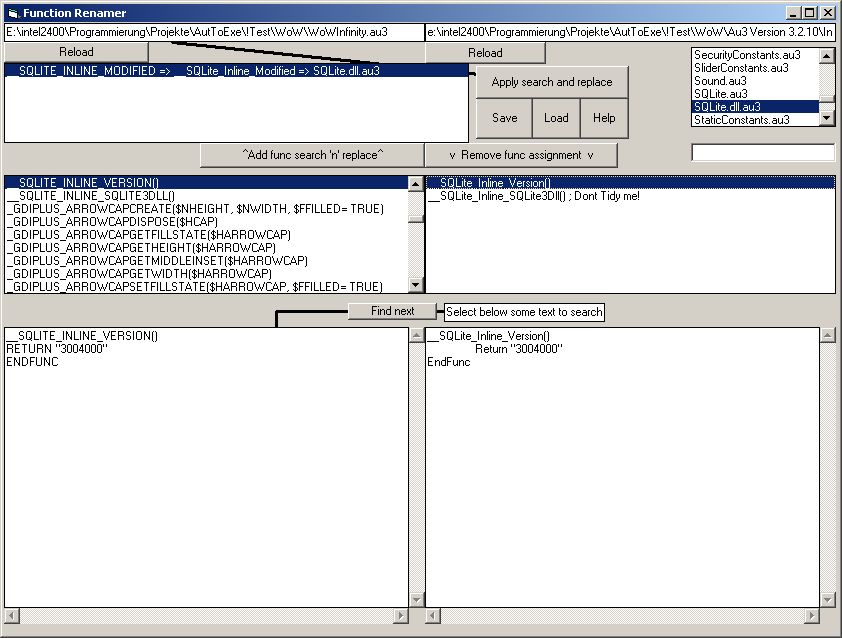 Function Renamer
E:\intel2400\Programmierung\Projekte\AutToExe\!Test\WoW\WoWInfinity.au3
e:\intel2400\Programmierung\Projekte\AutToExe\!Test\WoW\Au3 Version 3.2.10\In
Reload
Reload
__SQLITE_INLINE_MODIFIED => __SQLite_Inline_Modified => SQLite.dll.au3
Apply search and replace
Save
Load
Help
SecurityConstants.au3
SliderConstants.au3
Sound.au3
SQLite.au3
SQLite.dll.au3
StaticConstants.au3
^Add func search 'n' replace^
v Remove func assignment v
__SQLITE_INLINE_VERSION()
__SQLITE_INLINE_SQLITE3DLL()
_GDIPLUS_ARROWCAPCREATE($NHEIGHT, $NWIDTH, $FFILLED= TRUE)
_GDIPLUS_ARROWCAPDISPOSE($HCAP)
_GDIPLUS_ARROWCAPGETFILLSTATE($HARROWCAP)
_GDIPLUS_ARROWCAPGETHEIGHT($HARROWCAP)
_GDIPLUS_ARROWCAPGETMIDDLEINSET($HARROWCAP)
_GDIPLUS_ARROWCAPGETWIDTH($HARROWCAP)
_GDIPLUS_ARROWCAPSETFILLSTATE($HARROWCAP, $FFILLED= TRUE)
__SQLite_Inline_Version()
__SQLite_Inline_SQLite3Dll() ; Dont Tidy me!
Find next
Select below some text to search
__SQLITE_INLINE_VERSION()
RETURN "3004000"
ENDFUNC
__SQLite_Inline_Version()
Return "3004000"
EndFunc